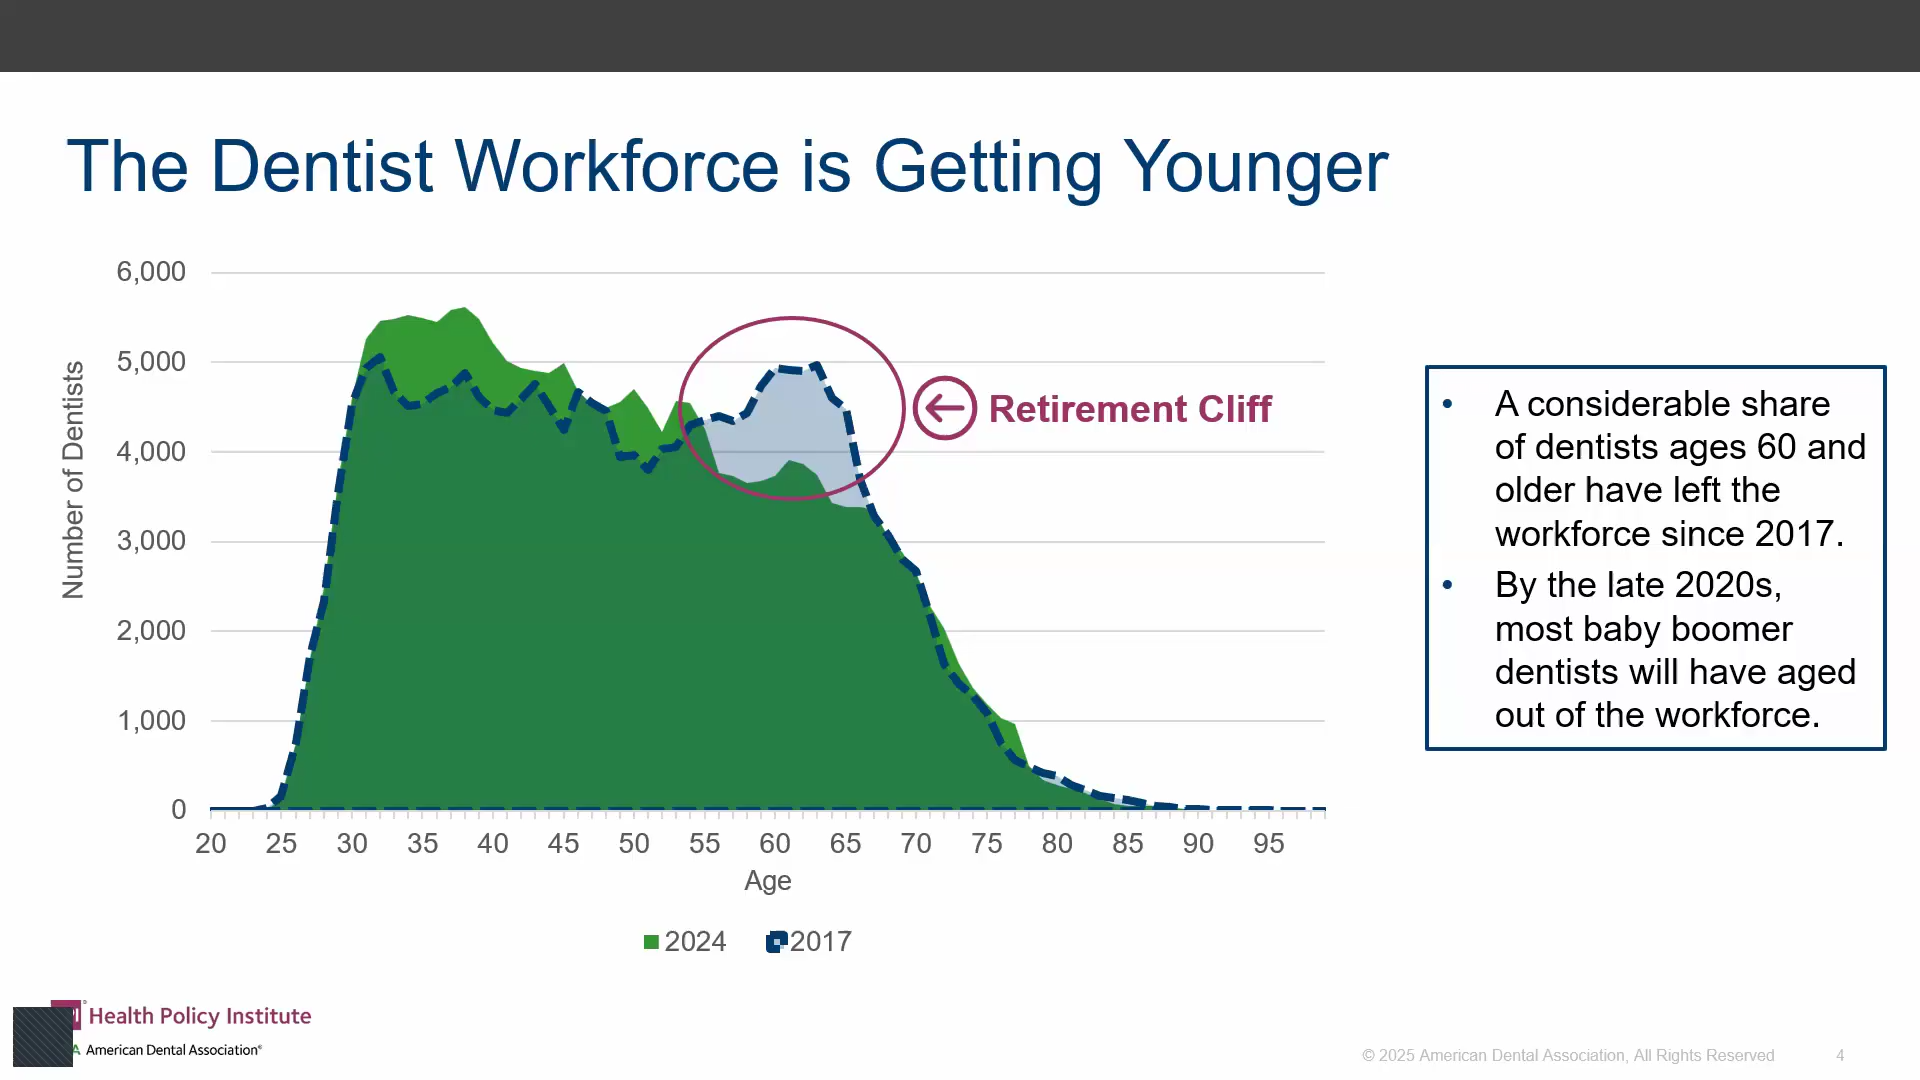 The Dentist Workforce is Getting Younger
6,000
5,000
4,000
3,000
2,000
1,000
0
Number of Dentists
20 25 30 35 40 45 50 55 60 65 70 75 80 85 90 95
Age
2024 2017
Retirement Cliff
• A considerable share
of dentists ages 60 and
older have left the
workforce since 2017.
• By the late 2020s,
most baby boomer
dentists will have aged
out of the workforce.
Health Policy Institute
American Dental Association®
© 2025 American Dental Association, All Rights Reserved 4